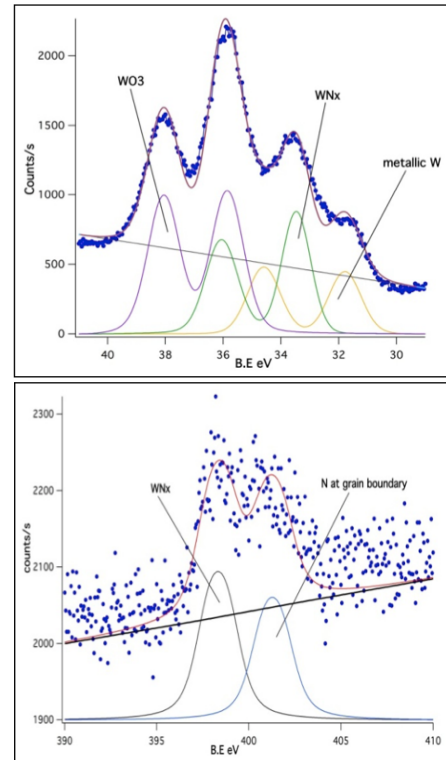 2000
1500
1000
500
0
Counts/s
WO3
WNx
metallic W
40 38 36 34 32 30
B.E eV
2300
2200
2100
2000
1900
counts/s
WNx
N at grain boundary
390 395 400 405 410
B.E eV